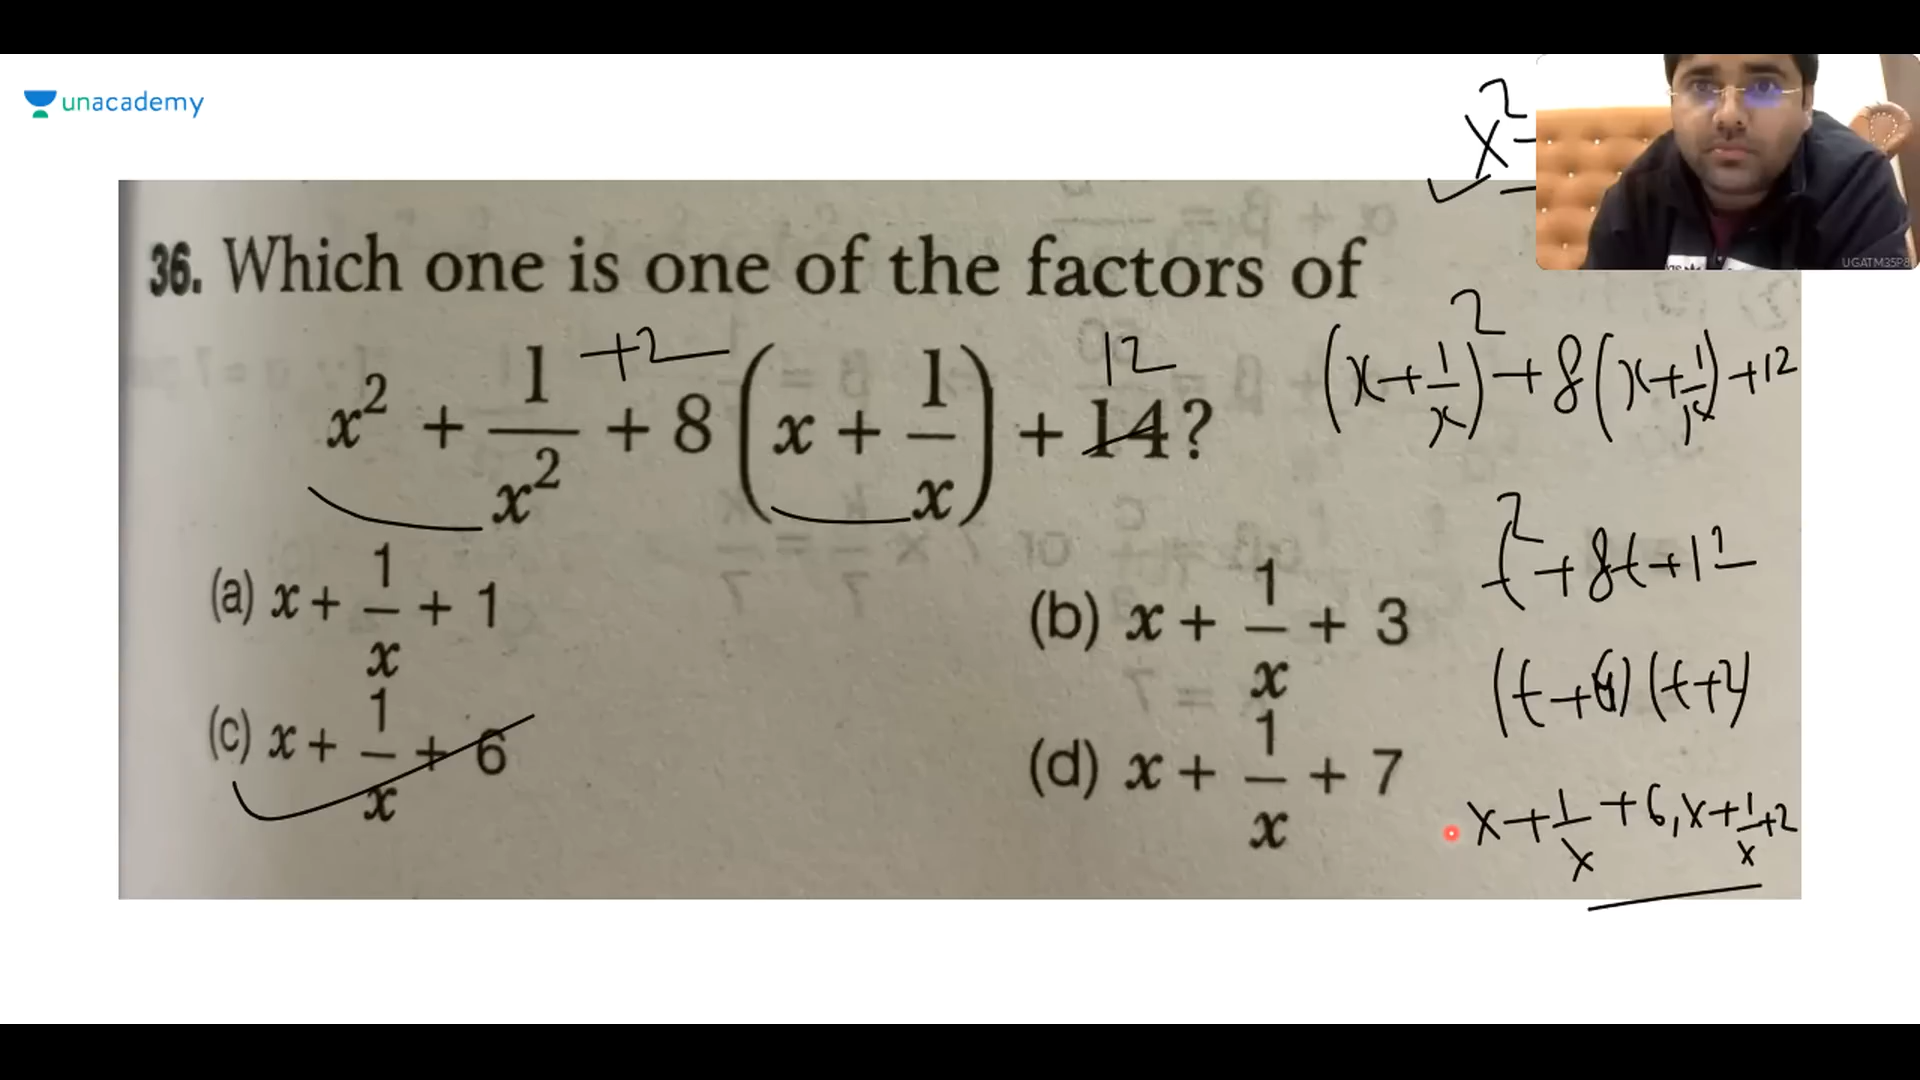 unacademy
x²
UGATM35P8
36. Which one is one of the factors of
+2
12
x² + 1/x² + 8(x + 1/x) + 14?
(x+1/x)² + 8(x+1/x) +12
t²+8t+12
(a) x + 1/x + 1
(b) x + 1/x + 3
(t+6)(t+2)
(c) x + 1/x + 6
(d) x + 1/x + 7
x+1/x+6, x+1/x+2